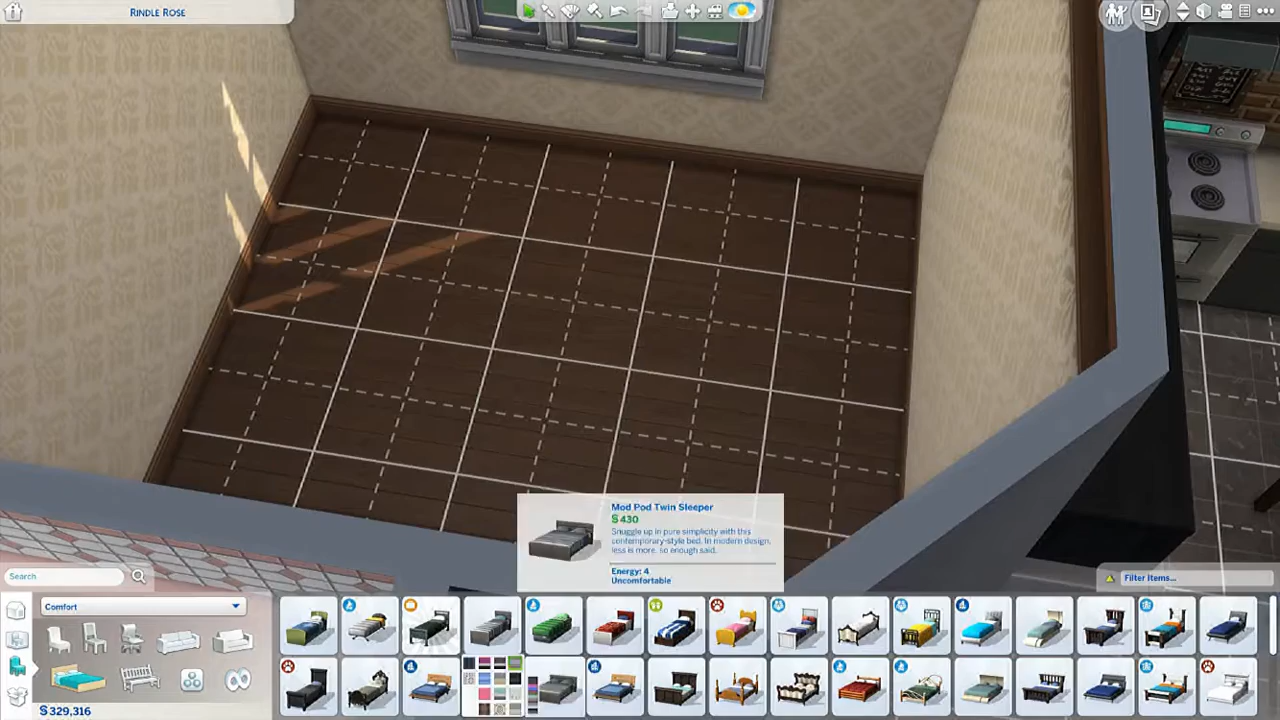 RINDLE ROSE
Mod Pod Twin Sleeper
§430
Snuggle up in pure simplicity with this
contemporary-style bed. In modern design,
less is more, so enough said.
Energy: 4
Uncomfortable
Search
Filter Items...
Comfort
§329,316